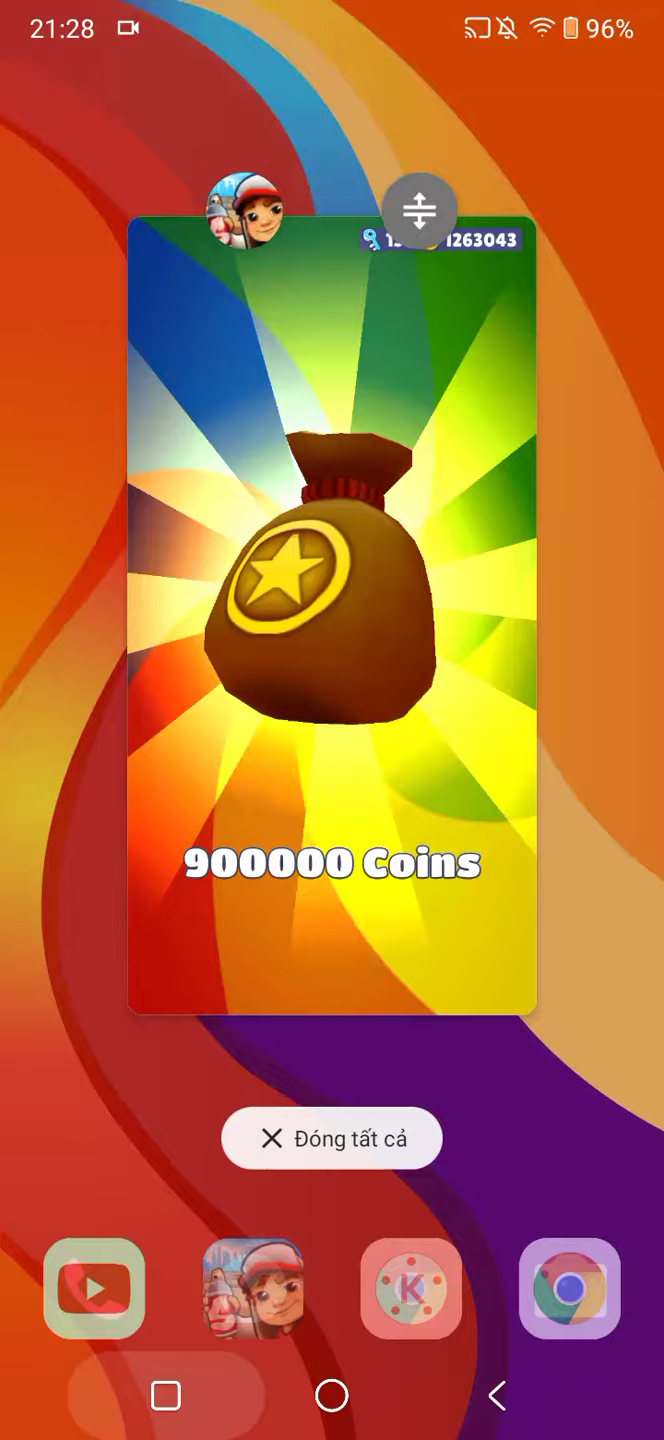 21:28
96%
1263043
900000 Coins
Đóng tất cả
K